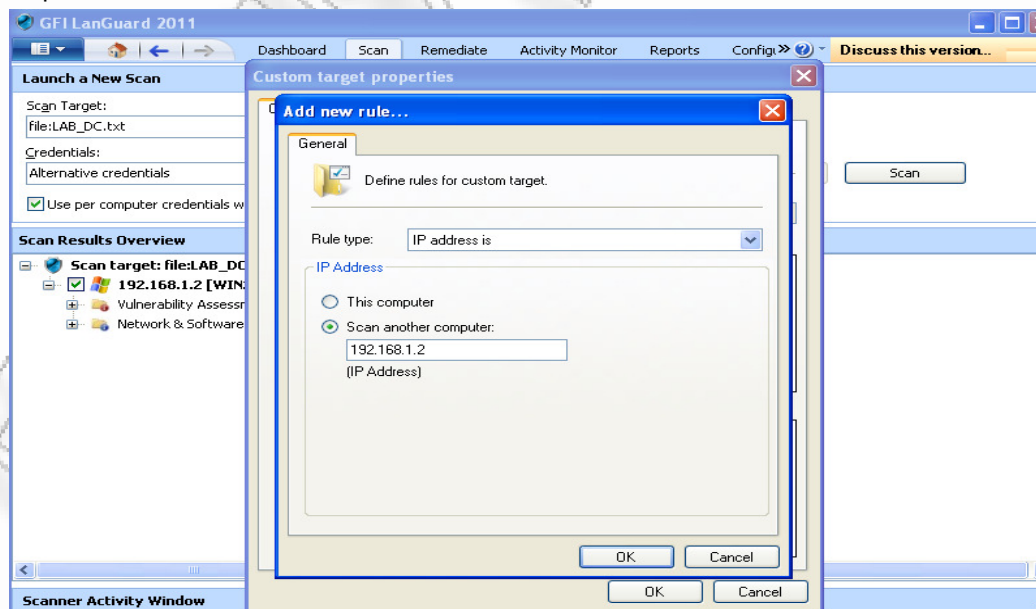 GFI LanGuard 2011
Dashboard Scan Remediate Activity Monitor Reports Configu » Discuss this version...
Launch a New Scan
Scan Target:
file:LAB_DC.txt
Credentials:
Alternative credentials
Scan
Use per computer credentials w
Scan Results Overview
Scan target: file:LAB_DC
192.168.1.2 [WIN
Vulnerability Assessm
Network & Software
Scanner Activity Window
Custom target properties
Add new rule...
General
Define rules for custom target.
Rule type: IP address is
IP Address
This computer
Scan another computer:
192.168.1.2
(IP Address)
OK Cancel
OK Cancel